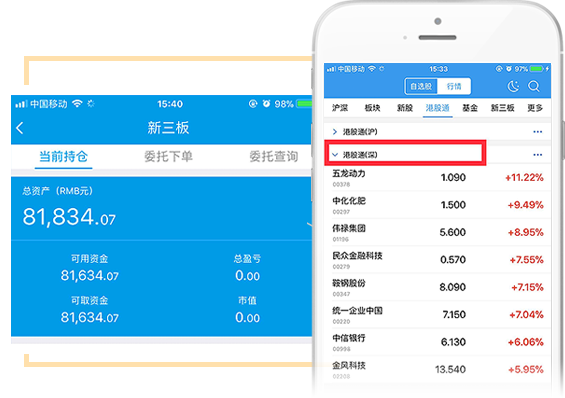 中国移动 15:40 98%
新三板
当前持仓 委托下单 委托查询
总资产（RMB元）
81,834.07
可用资金 总盈亏
81,634.07 0.00
可取资金 市值
81,634.07 0.00
中国移动 15:33 97%
自选股 行情
沪深 板块 新股 港股通 基金 新三板 更多
港股通(沪)
港股通(深)
五龙动力 1.090 +11.22%
00378
中化化肥 1.500 +9.49%
00297
伟禄集团 5.600 +8.95%
01196
民众金融科技 0.570 +7.55%
00279
鞍钢股份 8.090 +7.15%
00347
统一企业中国 7.150 +7.04%
00220
中信银行 6.130 +6.06%
00998
金风科技 13.540 +5.95%
02208